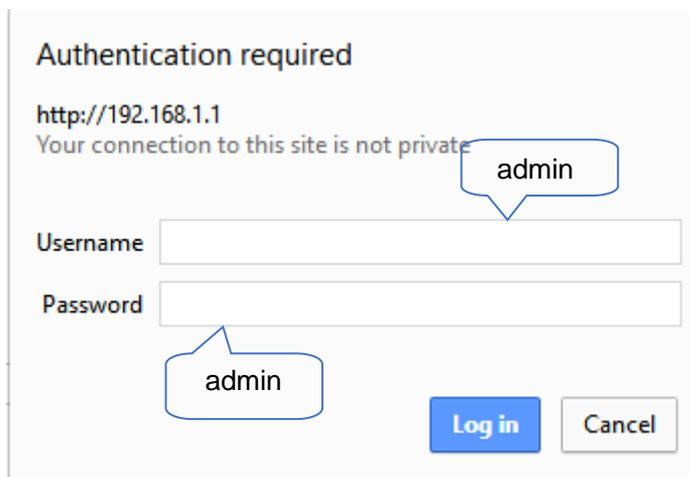 Authentication required
http://192.168.1.1
Your connection to this site is not private
admin
Username
Password
admin
Log in
Cancel